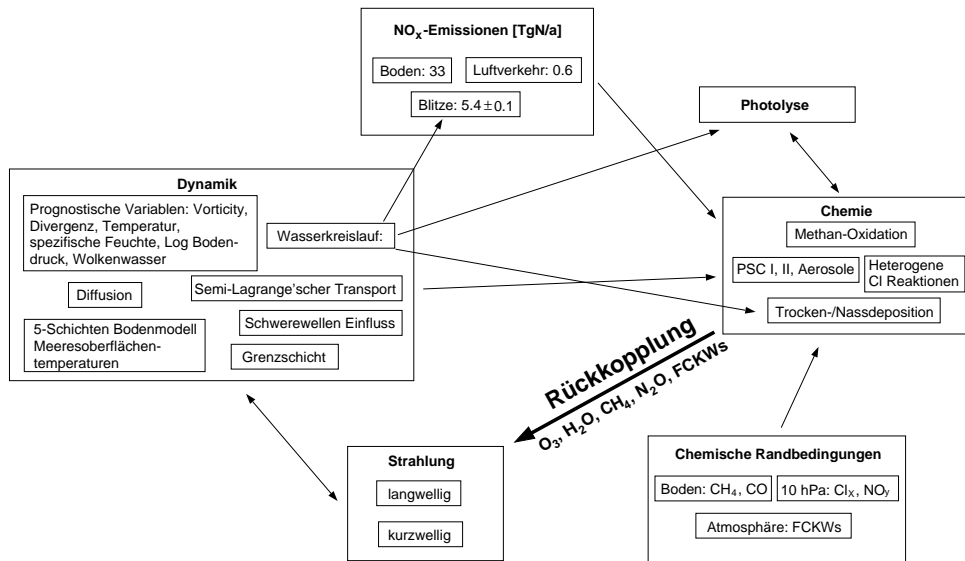 NOx-Emissionen [TgN/a]
Boden: 33
Luftverkehr: 0.6
Blitze: 5.4±0.1
Photolyse
Dynamik
Prognostische Variablen: Vorticity,
Divergenz, Temperatur,
spezifische Feuchte, Log Boden-
druck, Wolkenwasser
Wasserkreislauf:
Diffusion
Semi-Lagrange'scher Transport
5-Schichten Bodenmodell
Meeresoberflächen-
temperaturen
Schwerewellen Einfluss
Grenzschicht
Chemie
Methan-Oxidation
PSC I, II, Aerosole
Heterogene
Cl Reaktionen
Trocken-/Nassdeposition
Rückkopplung
O3, H2O, CH4, N2O, FCKWs
Strahlung
langwellig
kurzwellig
Chemische Randbedingungen
Boden: CH4, CO
10 hPa: ClX, NOy
Atmosphäre: FCKWs